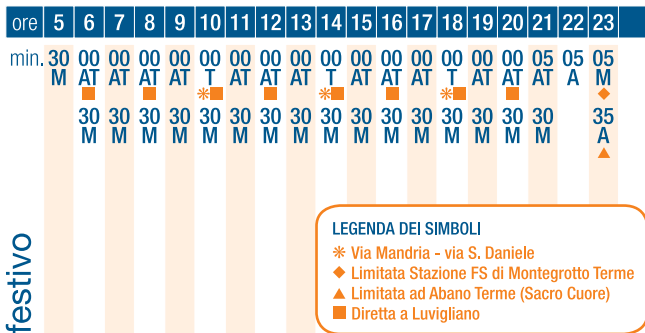 ore 5 6 7 8 9 10 11 12 13 14 15 16 17 18 19 20 21 22 23
min. 30 00 00 00 00 00 00 00 00 00 00 00 00 00 00 00 05 05 05
M AT AT AT AT T AT AT AT T AT AT AT T AT AT AT A M
30 30 30 30 30 30 30 30 30 30 30 30 30 30 30 30 35
M M M M M M M M M M M M M M M M A
festivo
LEGENDA DEI SIMBOLI
✳ Via Mandria - via S. Daniele
◆ Limitata Stazione FS di Montegrotto Terme
▲ Limitata ad Abano Terme (Sacro Cuore)
■ Diretta a Luvigliano